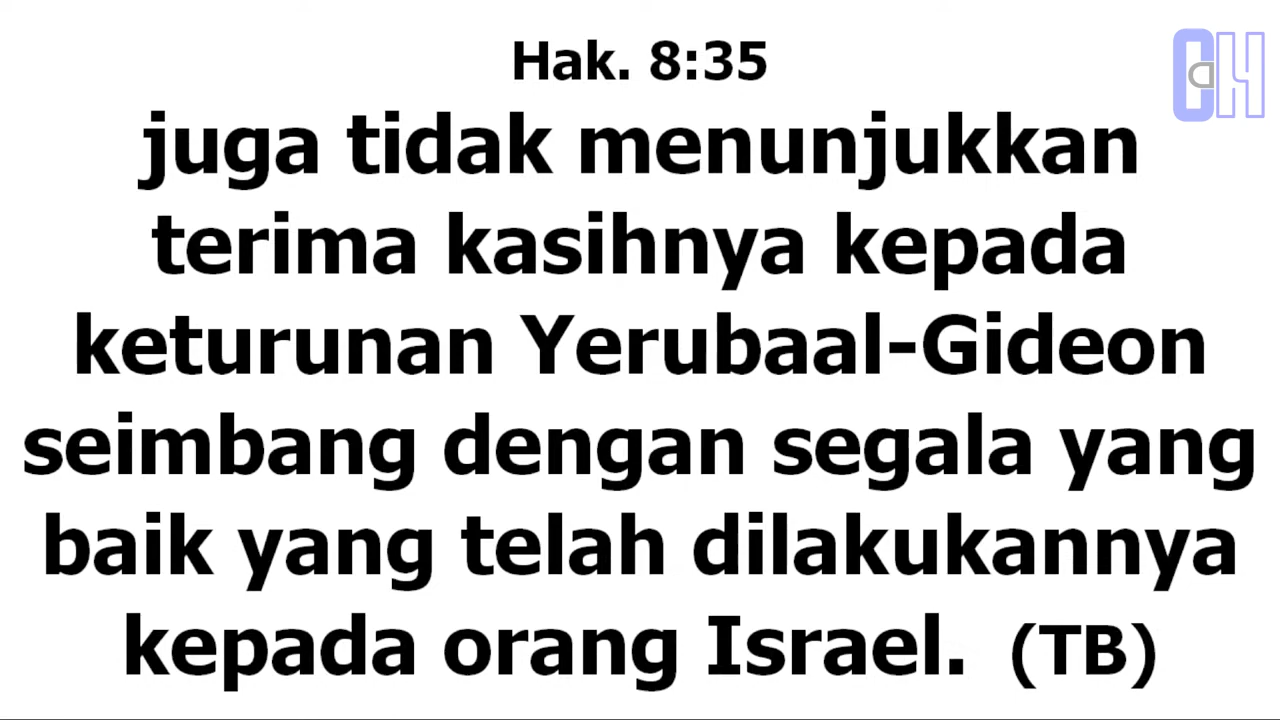 Hak. 8:35
juga tidak menunjukkan
terima kasihnya kepada
keturunan Yerubaal-Gideon
seimbang dengan segala yang
baik yang telah dilakukannya
kepada orang Israel. (TB)